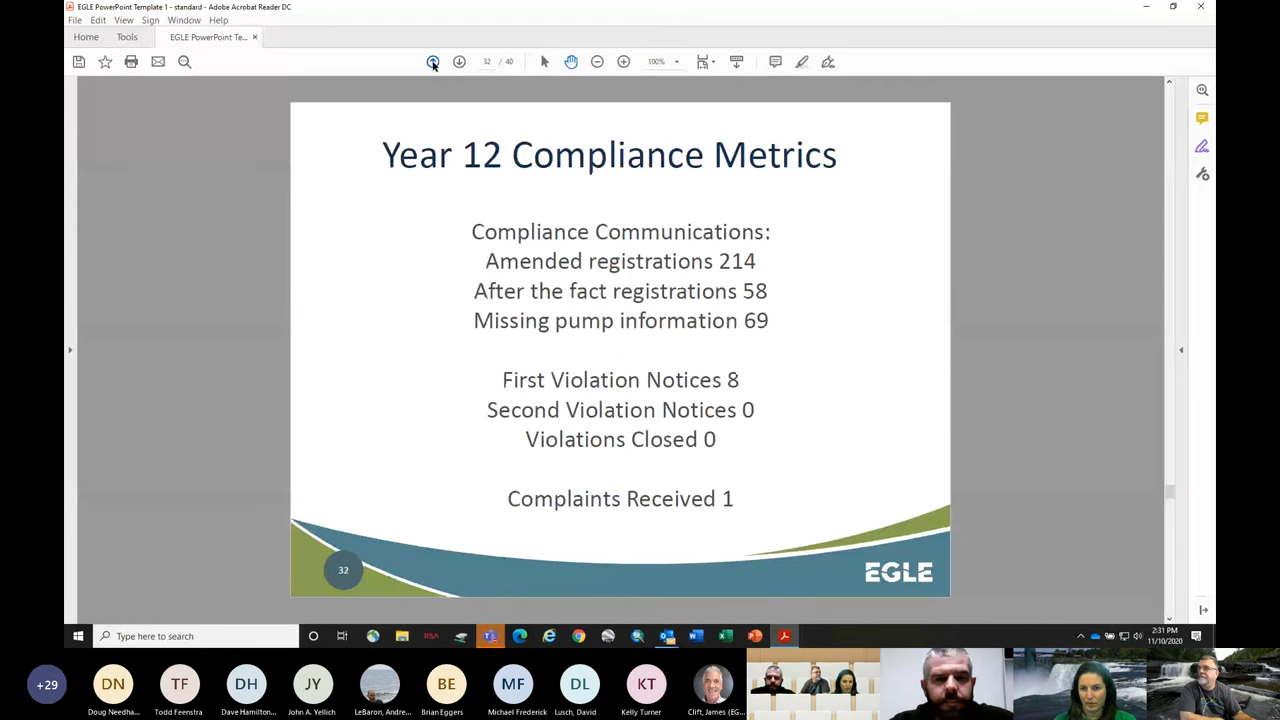 EGLE PowerPoint Template 1 - standard - Adobe Acrobat Reader DC
File Edit View Sign Window Help
Home Tools EGLE PowerPoint Te... ×
32 / 40 100%
Year 12 Compliance Metrics
Compliance Communications:
Amended registrations 214
After the fact registrations 58
Missing pump information 69
First Violation Notices 8
Second Violation Notices 0
Violations Closed 0
Complaints Received 1
32
EGLE
Type here to search
RSA
2:31 PM
11/10/2020
+29 DN TF DH JY BE MF DL KT
Doug Needha... Todd Feenstra Dave Hamilton... John A. Yellich LeBaron, Andre... Brian Eggers Michael Frederick Lusch, David Kelly Turner Clift, James (EG...